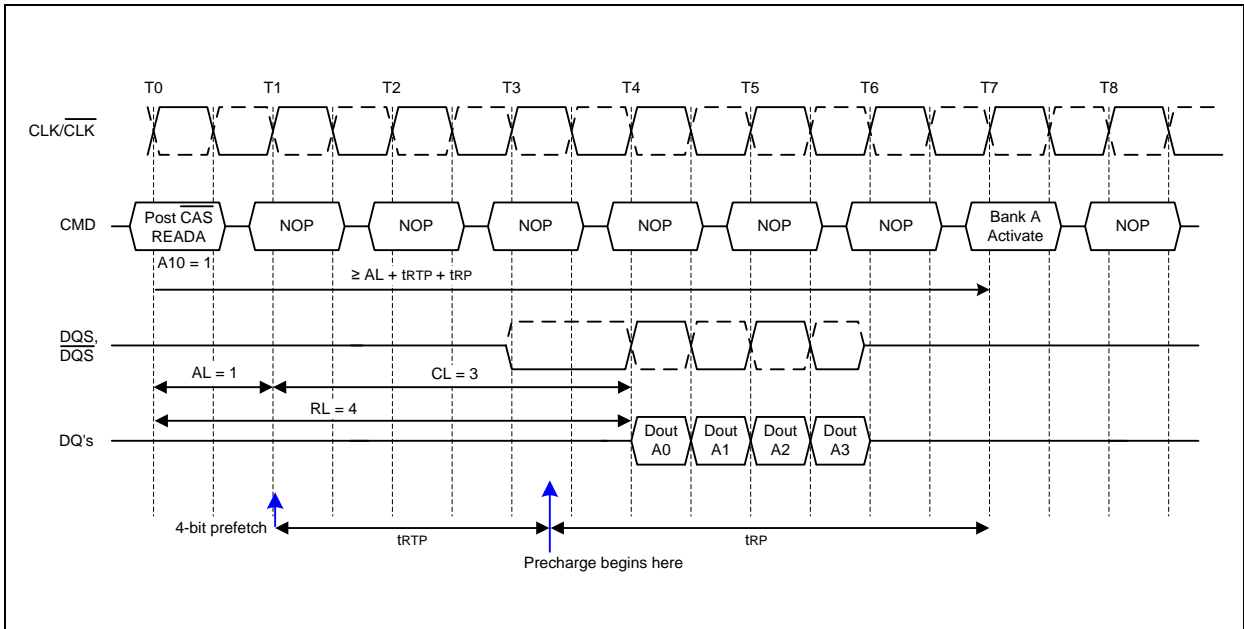 T0 T1 T2 T3 T4 T5 T6 T7 T8
CLK/CLK
CMD
Post CAS
READA
NOP
NOP
NOP
NOP
NOP
NOP
Bank A
Activate
NOP
A10 = 1
≥ AL + tRTP + tRP
DQS,
DQS
AL = 1
CL = 3
RL = 4
DQ's
Dout
A0
Dout
A1
Dout
A2
Dout
A3
4-bit prefetch
tRTP
tRP
Precharge begins here